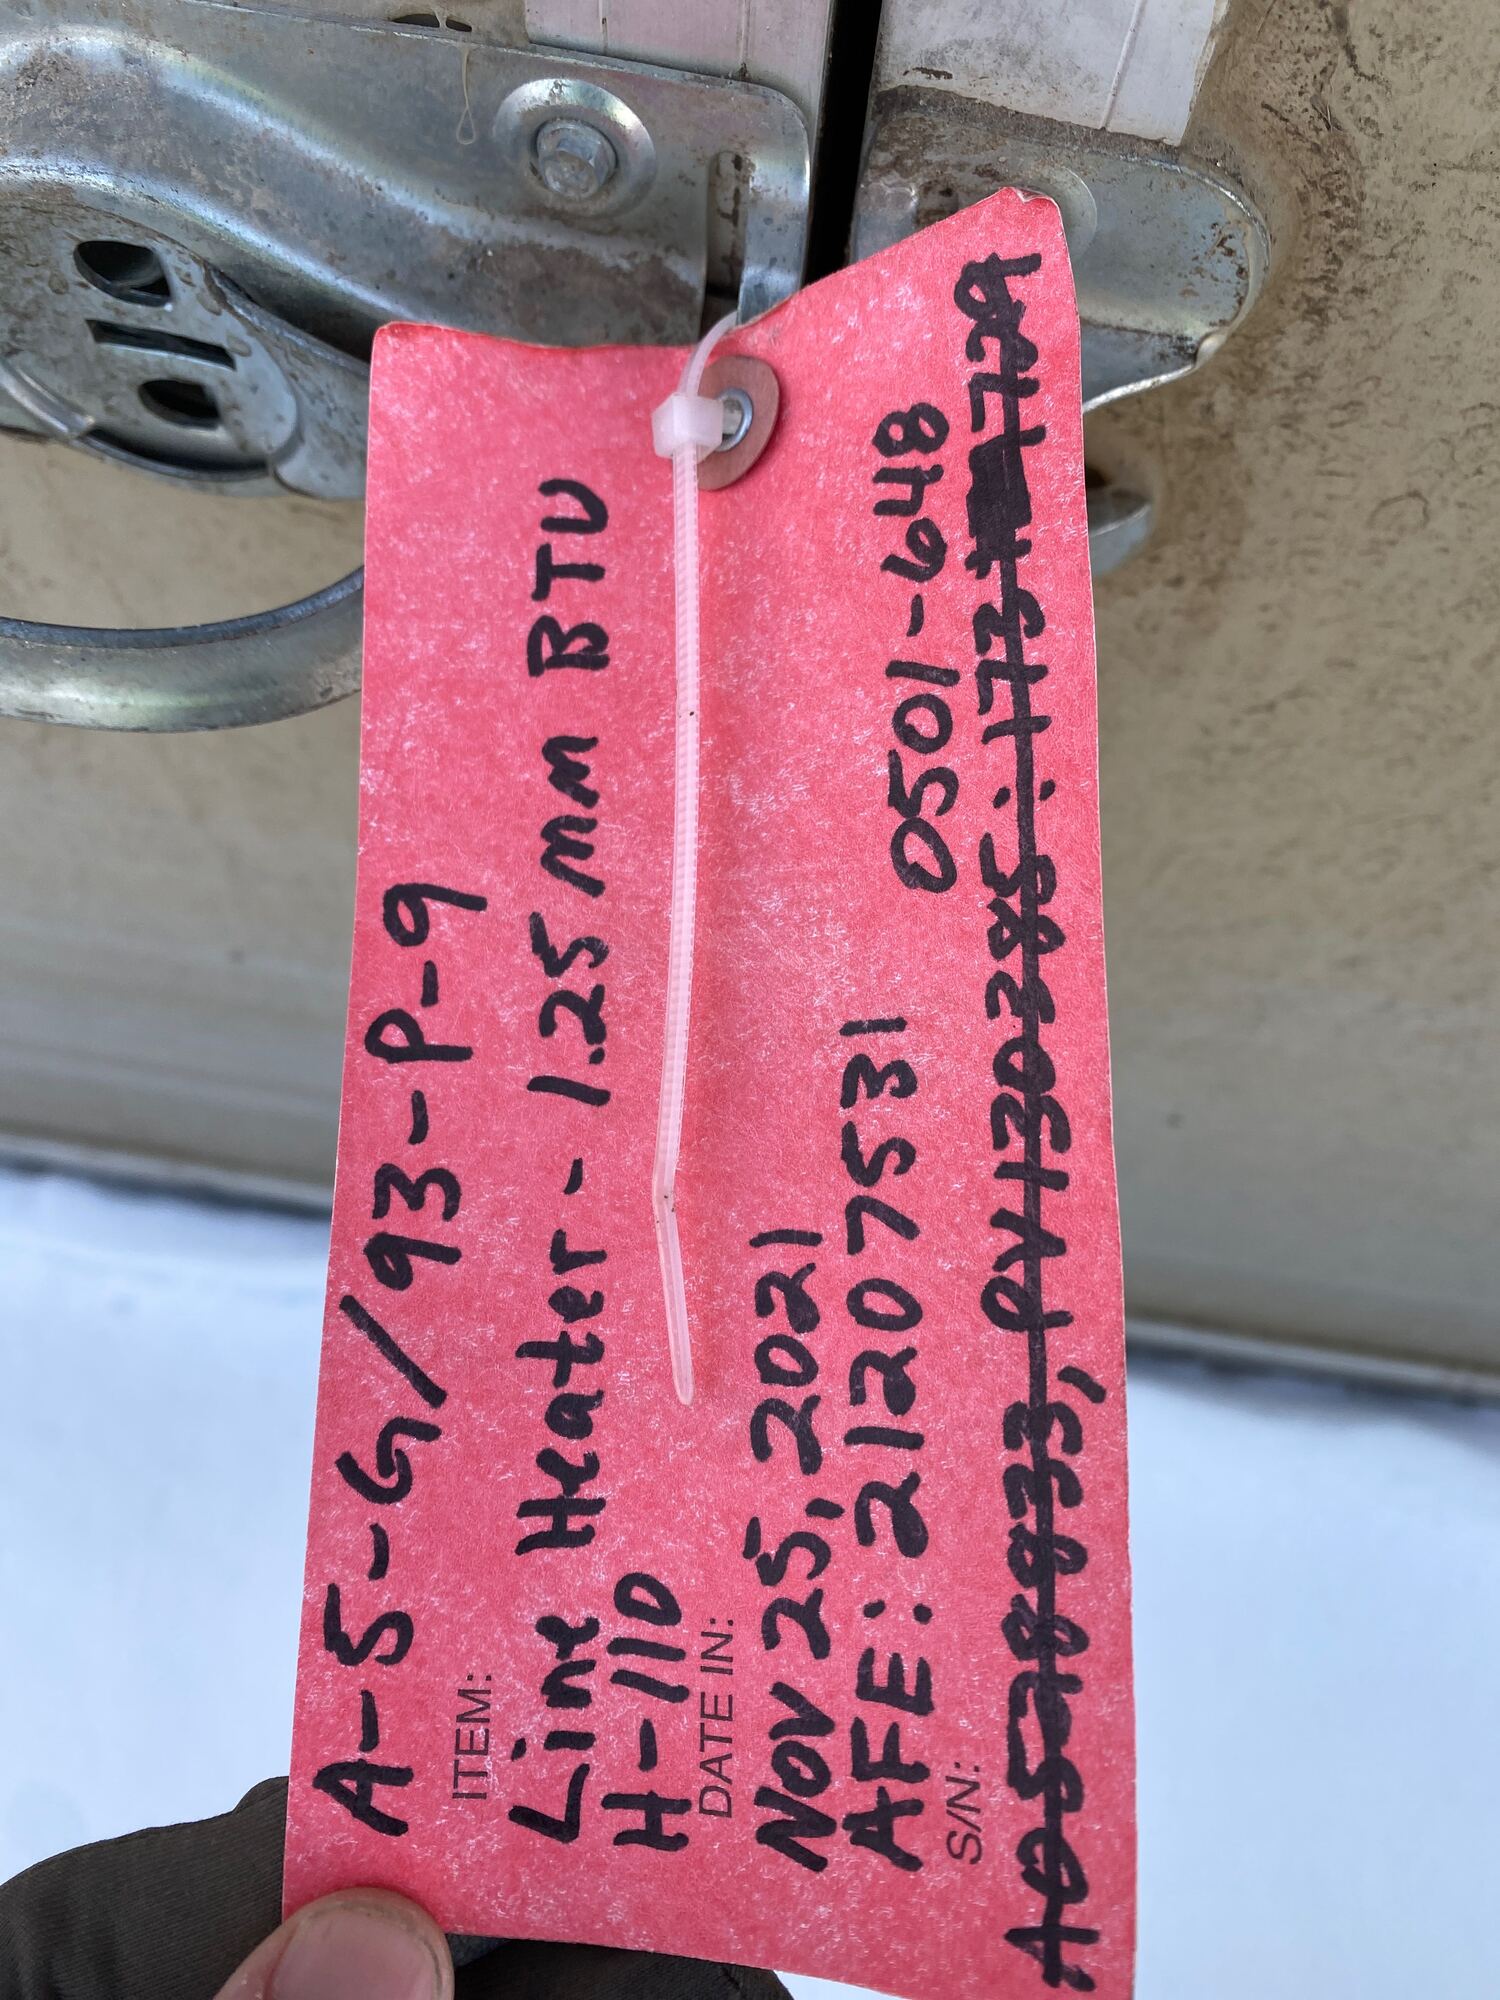 A-5-G/93-P-9
ITEM:
Line Heater - 1.25 MM BTU
H-110
DATE IN:
Nov 25, 2021
AFE: 21207531 0501-648
S/N: